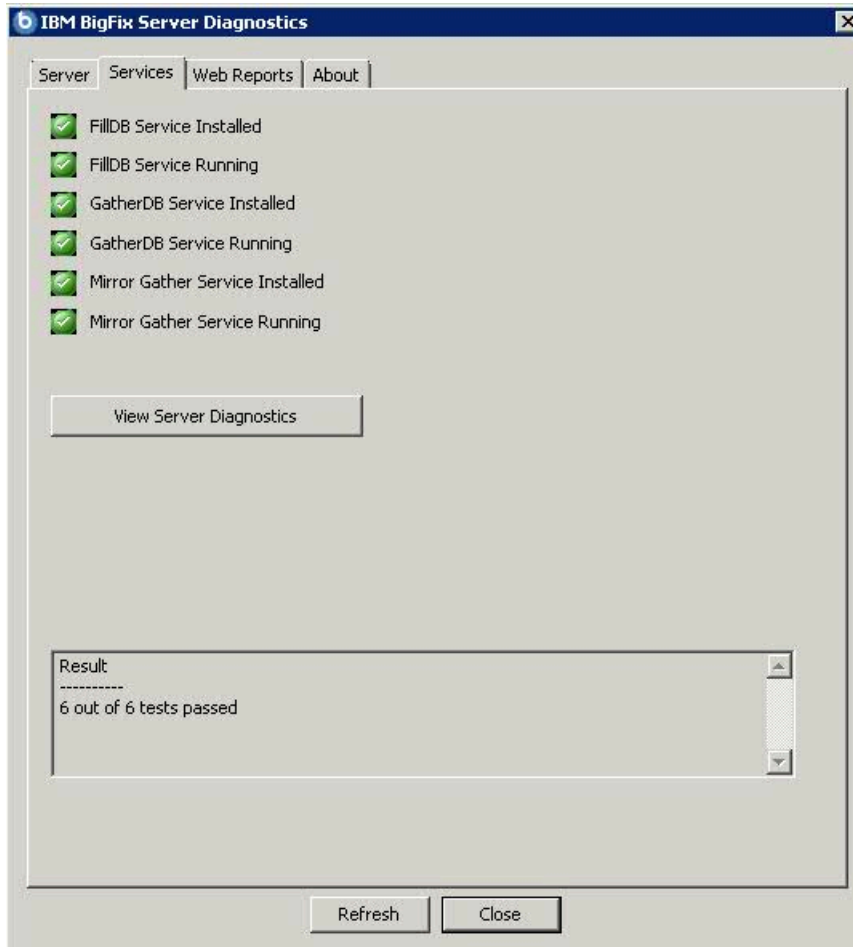 b IBM BigFix Server Diagnostics
Server Services Web Reports About
FillDB Service Installed
FillDB Service Running
GatherDB Service Installed
GatherDB Service Running
Mirror Gather Service Installed
Mirror Gather Service Running
View Server Diagnostics
Result
----------
6 out of 6 tests passed
Refresh Close